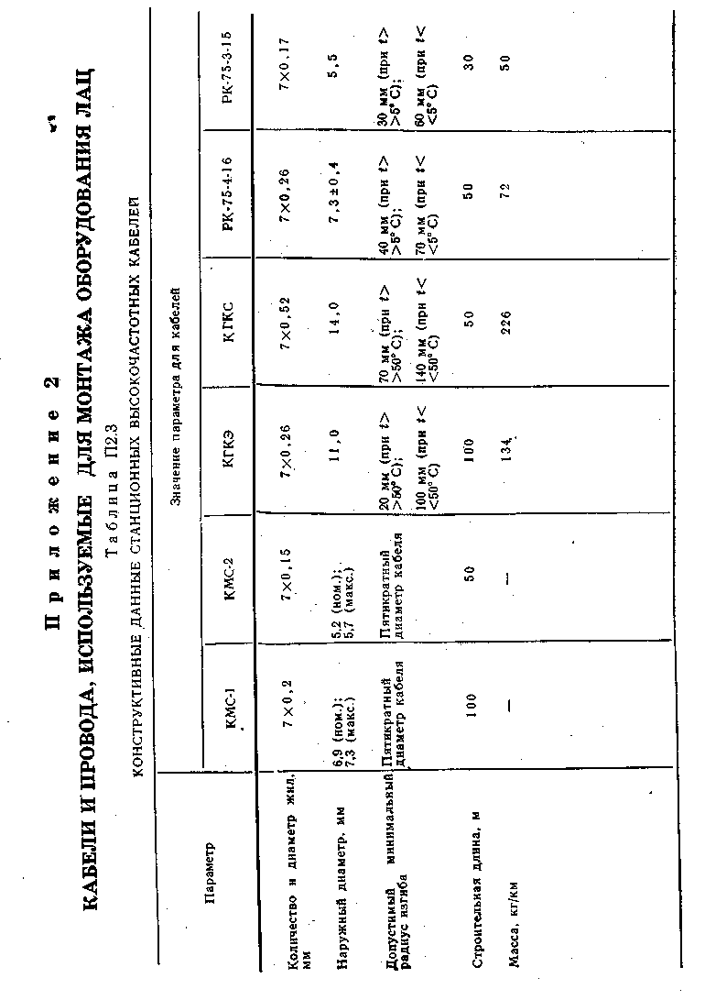 Приложение 2
КАБЕЛИ И ПРОВОДА, ИСПОЛЬЗУЕМЫЕ ДЛЯ МОНТАЖА ОБОРУДОВАНИЯ ЛАЦ
Таблица П2.3
КОНСТРУКТИВНЫЕ ДАННЫЕ СТАНЦИОННЫХ ВЫСОКОЧАСТОТНЫХ КАБЕЛЕЙ
Параметр
Значение параметра для кабелей
КМС-1 КМС-2 КГКЭ КГКС РК-75-4-16 РК-75-3-15
Количество и диаметр жил, 7×0,2 7×0,15 7×0,26 7×0,52 7×0,26 7×0,17
мм
Наружный диаметр, мм 6,9 (ном.); 5,2 (ном.); 11,0 14,0 7,3±0,4 5,5
7,3 (макс.) 5,7 (макс.)
Допустимый минимальный Пятикратный Пятикратный 20 мм (при t> 70 мм (при t> 40 мм (при t> 30 мм (при t>
радиус изгиба диаметр кабеля диаметр кабеля >50° С); >50° С); >5° С); >5° С);
100 мм (при t< 140 мм (при t< 70 мм (при t< 60 мм (при t<
<50° С) <50° С) <5° С) <5° С)
Строительная длина, м 100 50 100 50 50 30
Масса, кг/км — — 134 226 72 50